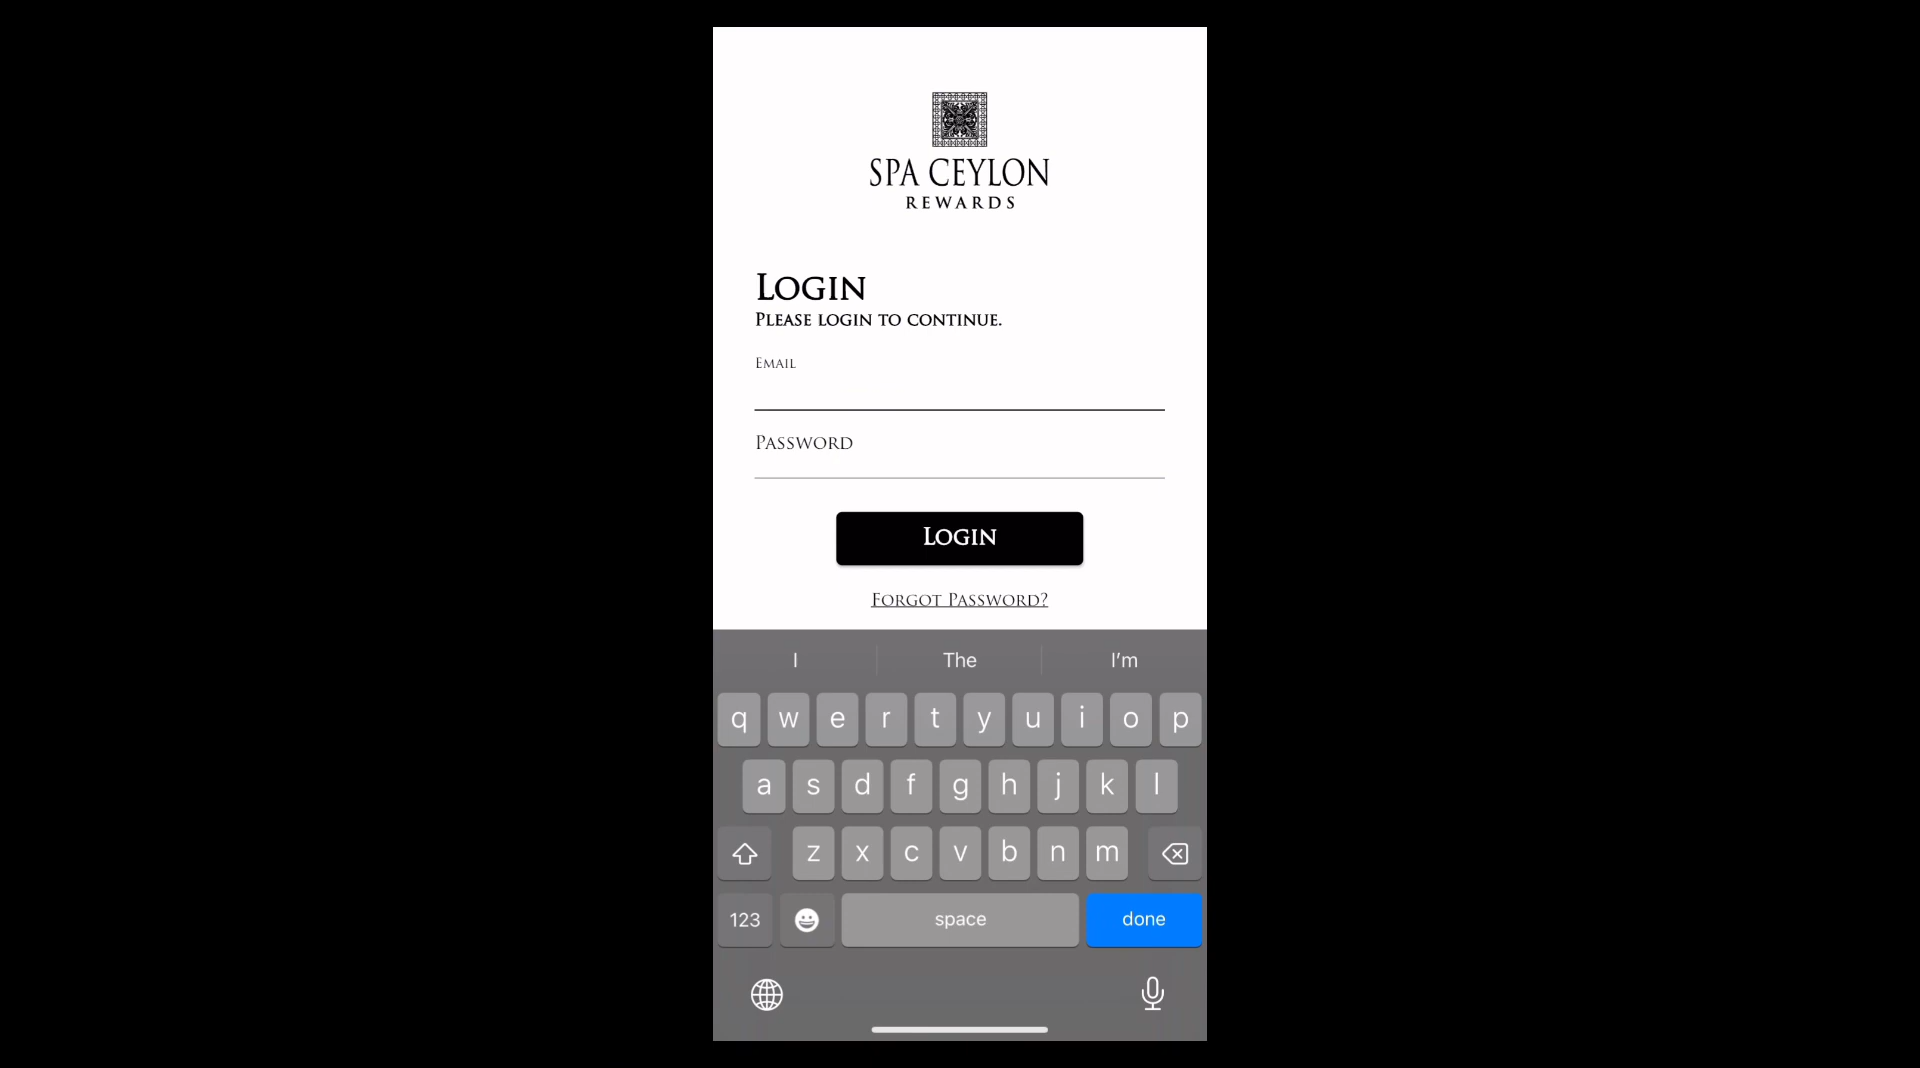 SPA CEYLON
REWARDS
Login
Please login to continue.
Email
Password
Login
Forgot Password?
I The I'm
q w e r t y u i o p
a s d f g h j k l
z x c v b n m
123 space done